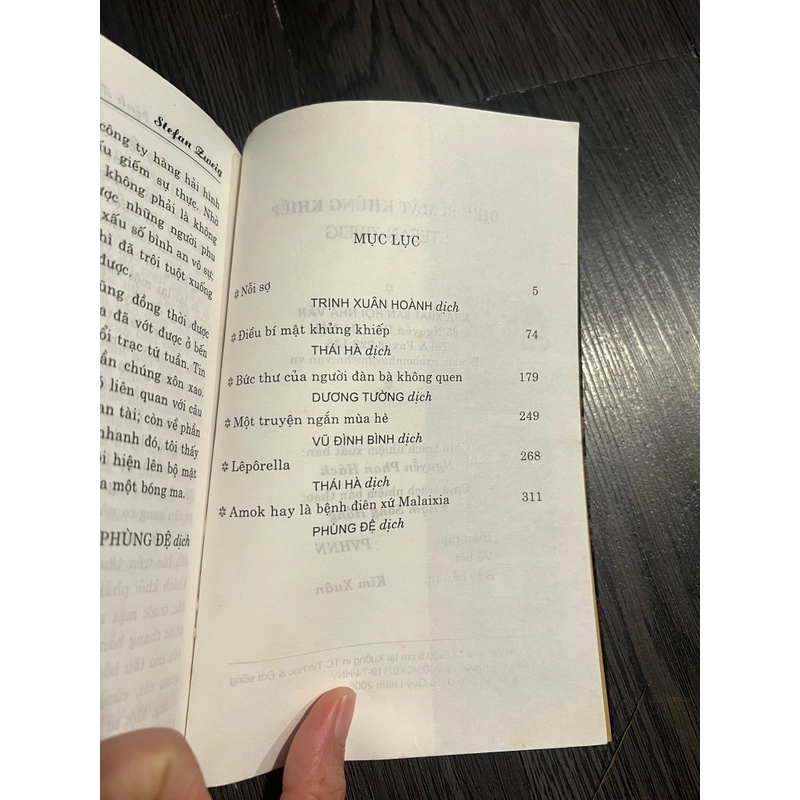 Stefan Zweig
công ty hàng hải hình
giếm sự thực. Nhờ
không phải là không
những người phu
xấu số bình an vô sự;
đã trôi tuột xuống
được.
đồng thời được
đã vớt được ở bến
trạc tứ tuần. Tin
chúng xôn xao.
liên quan với câu
tài; còn về phần
nhanh đó, tôi thấy
hiện lên bộ mặt
một bóng ma.
PHÙNG ĐỆ dịch
MỤC LỤC
❉ Nỗi sợ 5
TRỊNH XUÂN HOÀNH dịch
❉ Điều bí mật khủng khiếp 74
THÁI HÀ dịch
❉ Bức thư của người đàn bà không quen 179
DƯƠNG TƯỜNG dịch
❉ Một truyện ngắn mùa hè 249
VŨ ĐÌNH BÌNH dịch
❉ Lêpôrella 268
THÁI HÀ dịch
❉ Amok hay là bệnh điên xứ Malaixia 311
PHÙNG ĐỆ dịch